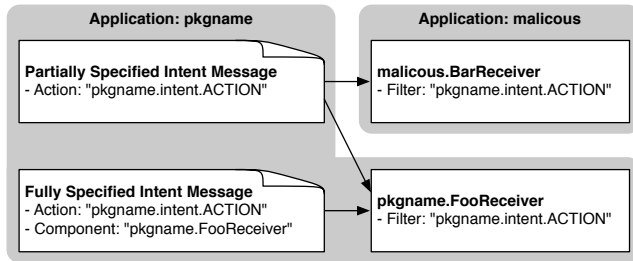 Application: pkgname
Application: malicous
Partially Specified Intent Message
- Action: "pkgname.intent.ACTION"
malicous.BarReceiver
- Filter: "pkgname.intent.ACTION"
Fully Specified Intent Message
- Action: "pkgname.intent.ACTION"
- Component: "pkgname.FooReceiver"
pkgname.FooReceiver
- Filter: "pkgname.intent.ACTION"